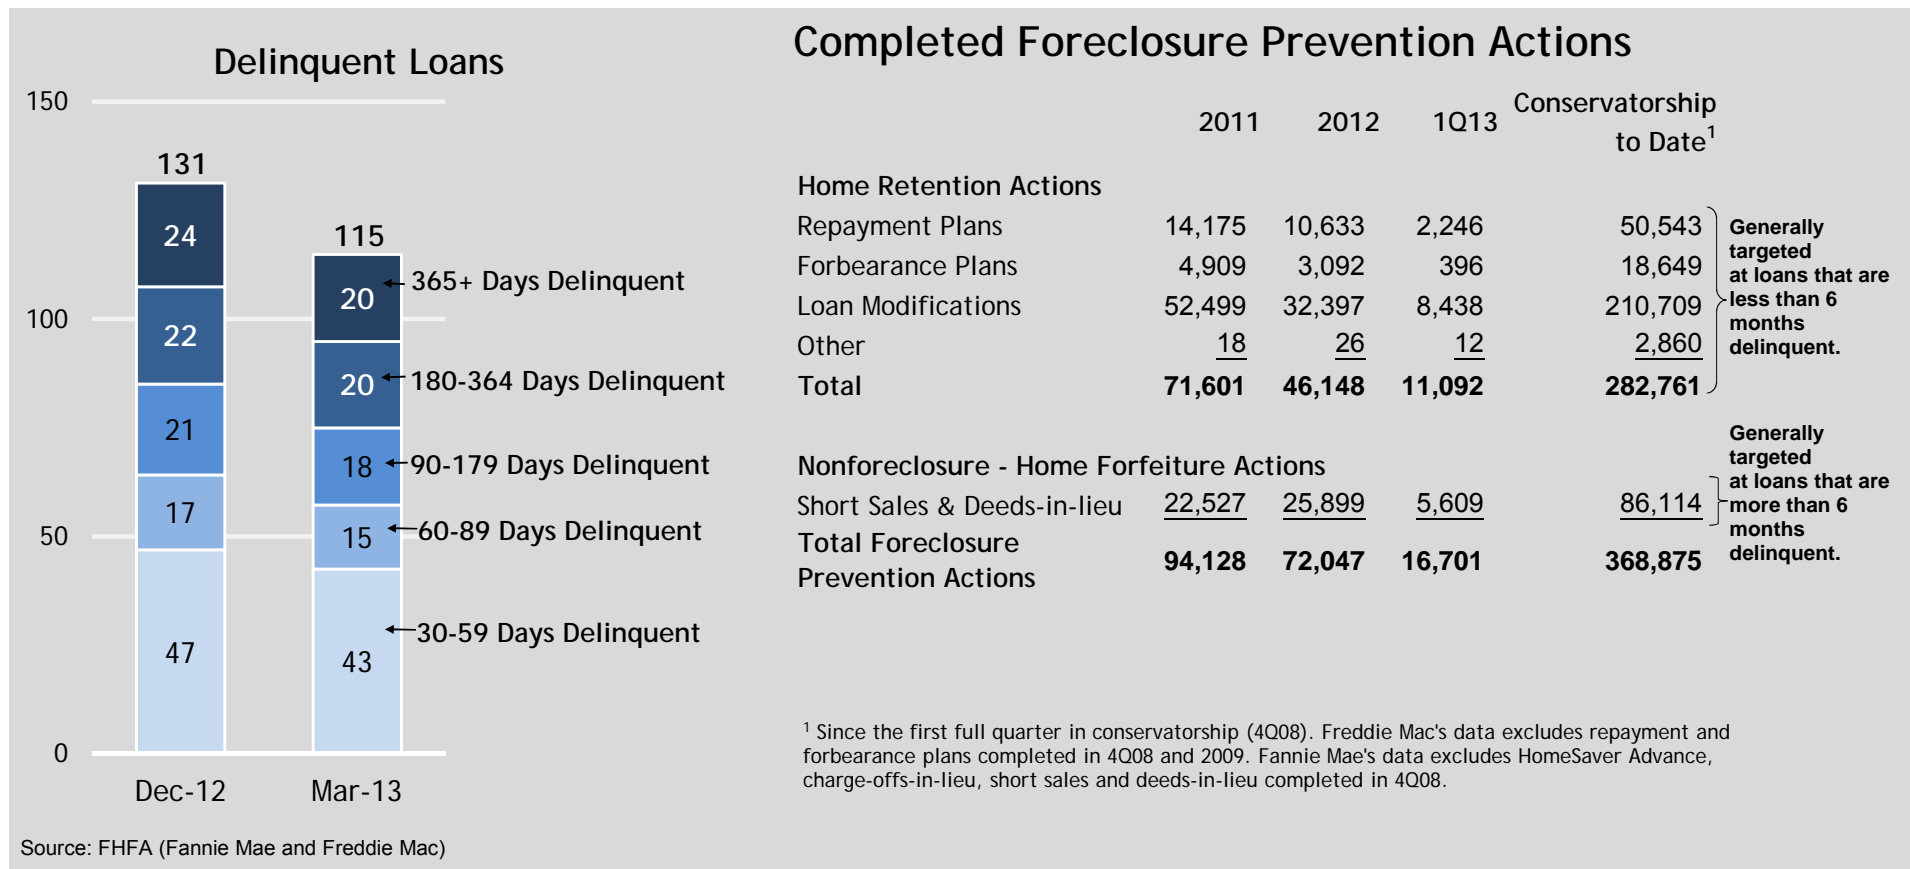 Delinquent Loans
150
100
50
0
131
24
22
21
17
47
115
20
20
18
15
43
365+ Days Delinquent
180-364 Days Delinquent
90-179 Days Delinquent
60-89 Days Delinquent
30-59 Days Delinquent
Dec-12 Mar-13
Source: FHFA (Fannie Mae and Freddie Mac)
Completed Foreclosure Prevention Actions
2011 2012 1Q13 Conservatorship
to Date¹
Home Retention Actions
Repayment Plans 14,175 10,633 2,246 50,543
Forbearance Plans 4,909 3,092 396 18,649
Loan Modifications 52,499 32,397 8,438 210,709
Other 18 26 12 2,860
Total 71,601 46,148 11,092 282,761
Generally
targeted
at loans that are
less than 6
months
delinquent.
Nonforeclosure - Home Forfeiture Actions
Short Sales & Deeds-in-lieu 22,527 25,899 5,609 86,114
Total Foreclosure
Prevention Actions 94,128 72,047 16,701 368,875
Generally
targeted
at loans that are
more than 6
months
delinquent.
¹ Since the first full quarter in conservatorship (4Q08). Freddie Mac's data excludes repayment and
forbearance plans completed in 4Q08 and 2009. Fannie Mae's data excludes HomeSaver Advance,
charge-offs-in-lieu, short sales and deeds-in-lieu completed in 4Q08.